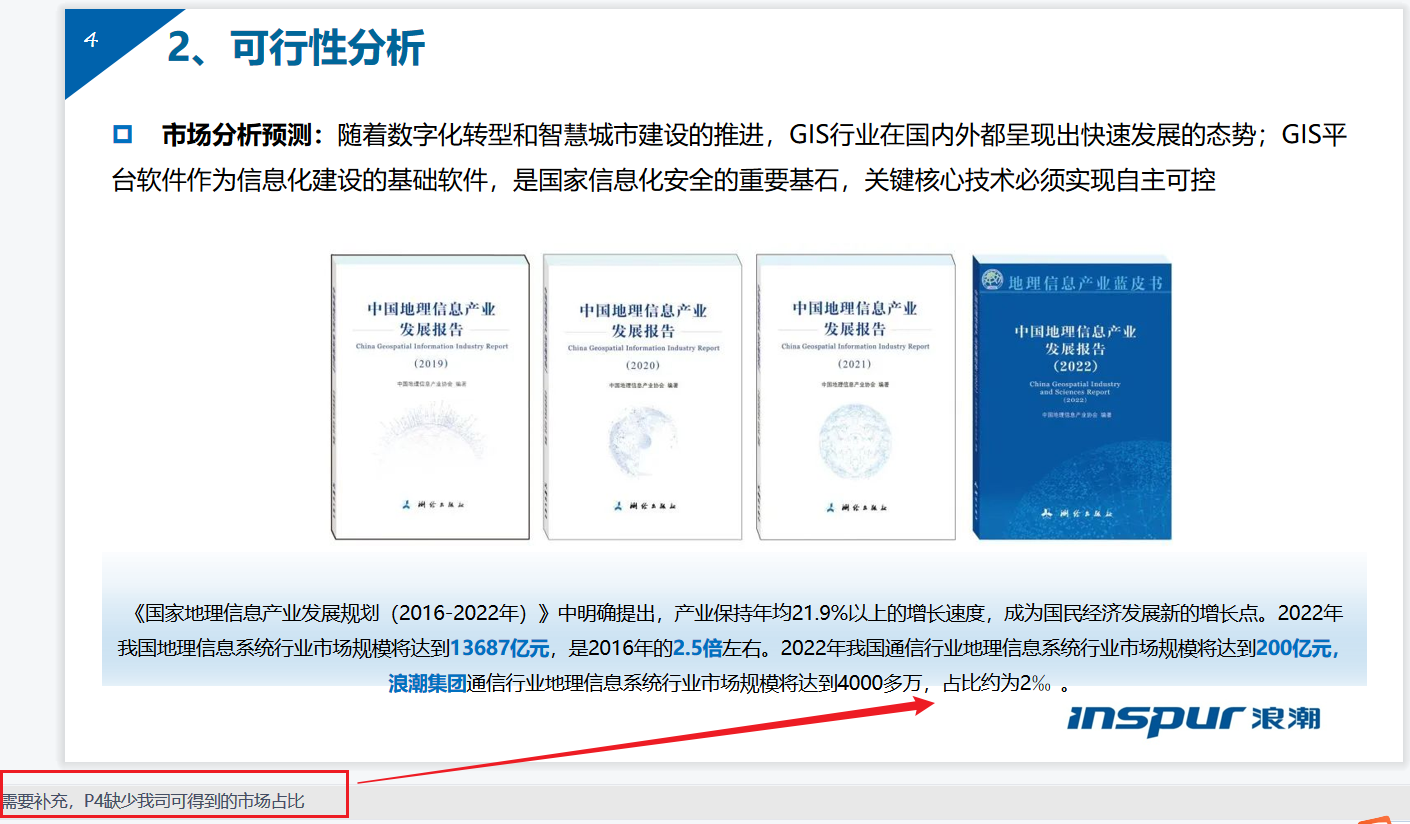 4
2、可行性分析
市场分析预测：随着数字化转型和智慧城市建设的推进，GIS行业在国内外都呈现出快速发展的态势；GIS平
台软件作为信息化建设的基础软件，是国家信息化安全的重要基石，关键核心技术必须实现自主可控
中国地理信息产业
发展报告
China Geospatial Information Industry Report
(2019)
中国地理信息产业协会 编著
测绘出版社
中国地理信息产业
发展报告
China Geospatial Information Industry Report
(2020)
中国地理信息产业协会 编著
测绘出版社
中国地理信息产业
发展报告
China Geospatial Information Industry Report
(2021)
中国地理信息产业协会 编著
测绘出版社
地理信息产业蓝皮书
中国地理信息产业
发展报告
(2022)
China Geospatial Industry
and Sciences Report
(2022)
中国地理信息产业协会 编著
测绘出版社
《国家地理信息产业发展规划（2016-2022年）》中明确提出，产业保持年均21.9%以上的增长速度，成为国民经济发展新的增长点。2022年
我国地理信息系统行业市场规模将达到13687亿元，是2016年的2.5倍左右。2022年我国通信行业地理信息系统行业市场规模将达到200亿元，
浪潮集团通信行业地理信息系统行业市场规模将达到4000多万，占比约为2‰ 。
inspur 浪潮
需要补充，P4缺少我司可得到的市场占比